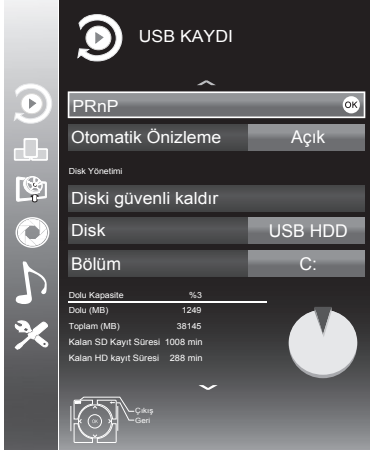 USB KAYDI
PRnP OK
Otomatik Önizleme Açık
Disk Yönetimi
Diski güvenli kaldır
Disk USB HDD
Bölüm C:
Dolu Kapasite %3
Dolu (MB) 1249
Toplam (MB) 38145
Kalan SD Kayıt Süresi 1008 min
Kalan HD kayıt Süresi 288 min
Çıkış
OK
Geri